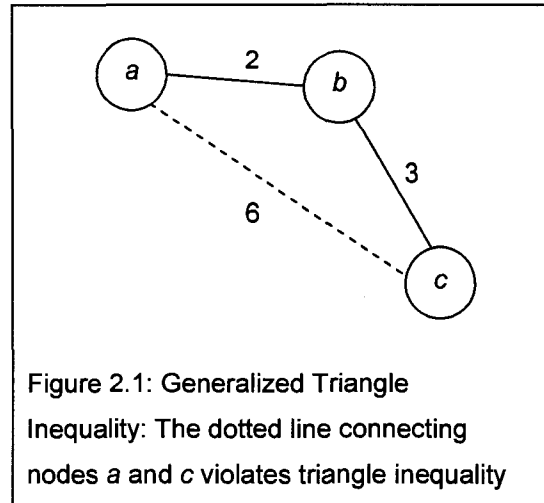 a
2
b
3
6
c
Figure 2.1: Generalized Triangle
Inequality: The dotted line connecting
nodes a and c violates triangle inequality